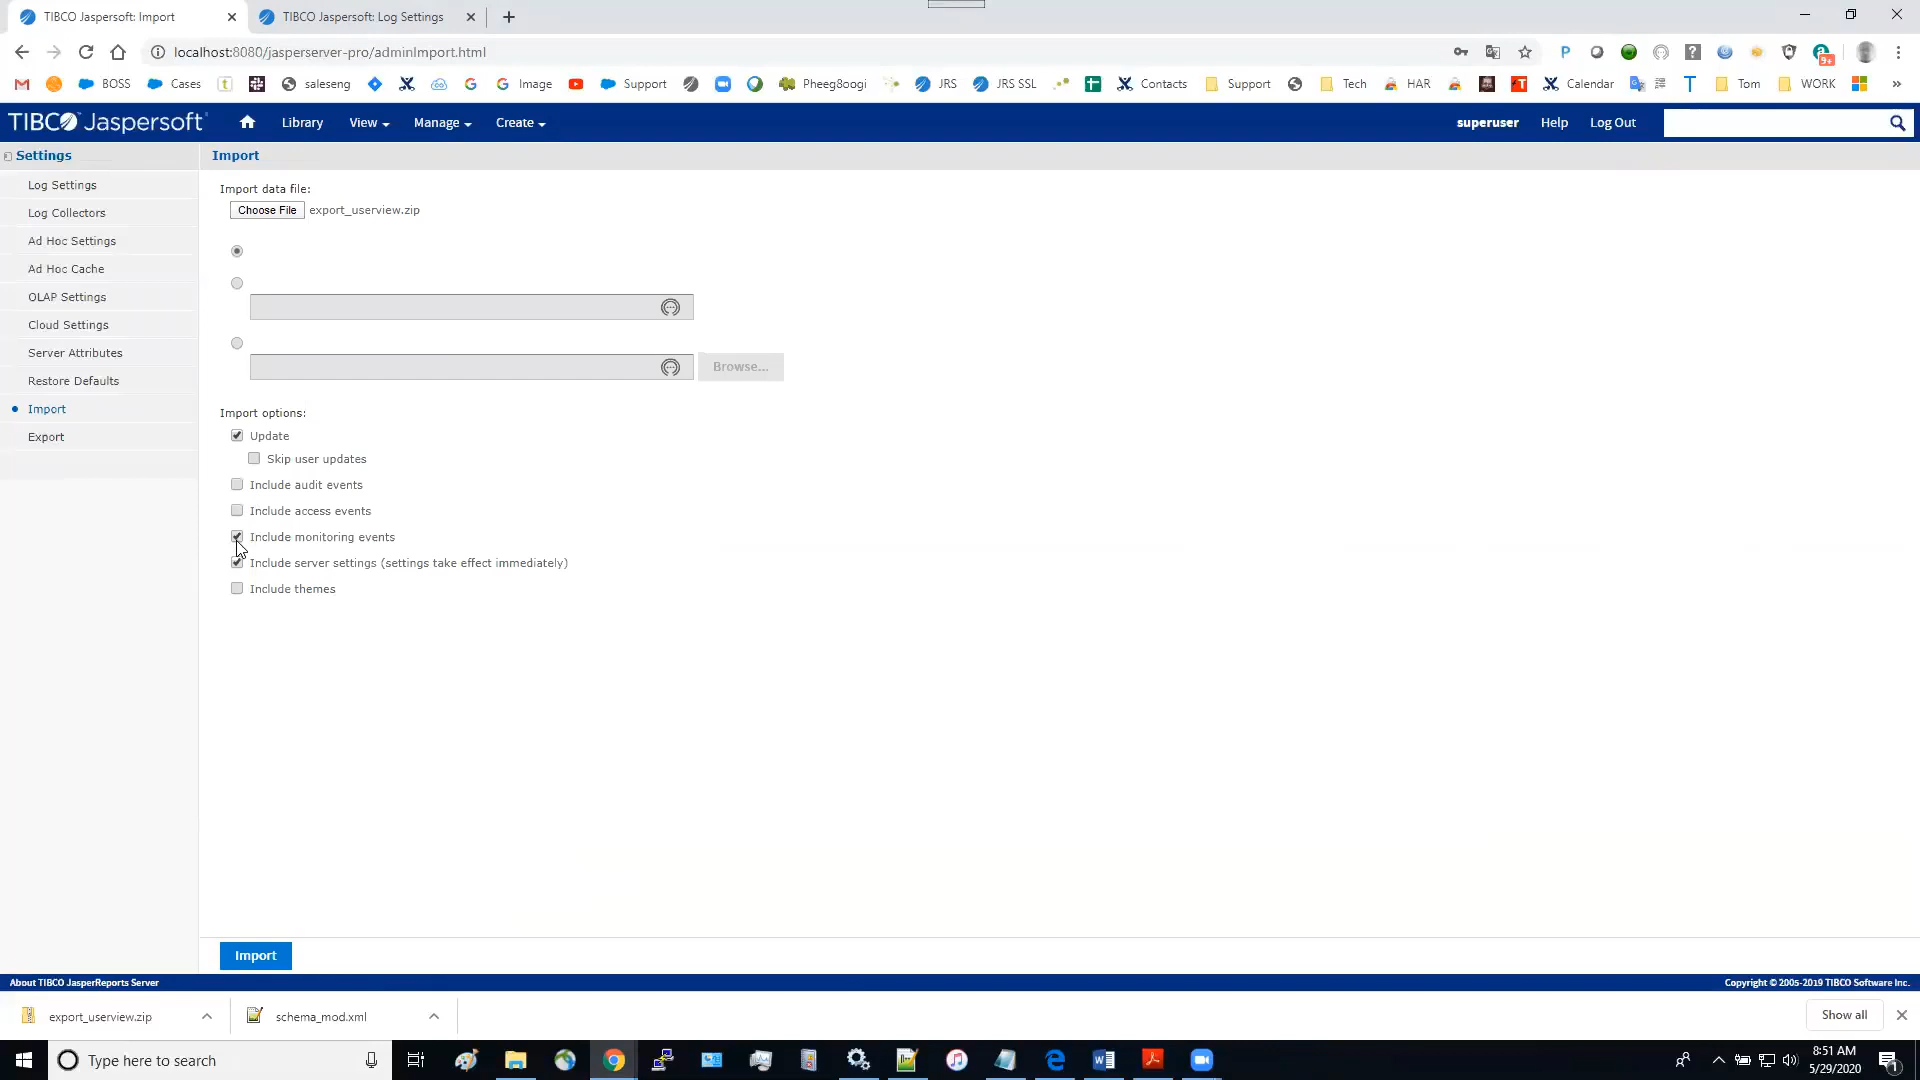 TIBCO Jaspersoft: Import
TIBCO Jaspersoft: Log Settings
localhost:8080/jasperserver-pro/adminImport.html
9+
BOSS
Cases
saleseng
Image
Support
Pheeg8oogi
JRS
JRS SSL
Contacts
Support
Tech
HAR
Calendar
Tom
WORK
TIBCO Jaspersoft
Library
View
Manage
Create
superuser
Help
Log Out
Settings
Import
Log Settings
Log Collectors
Ad Hoc Settings
Ad Hoc Cache
OLAP Settings
Cloud Settings
Server Attributes
Restore Defaults
Import
Export
Import data file:
Choose File export_userview.zip
Browse...
Import options:
Update
Skip user updates
Include audit events
Include access events
Include monitoring events
Include server settings (settings take effect immediately)
Include themes
Import
About TIBCO JasperReports Server
Copyright © 2005-2019 TIBCO Software Inc.
export_userview.zip
schema_mod.xml
Show all
Type here to search
8:51 AM
5/29/2020
1